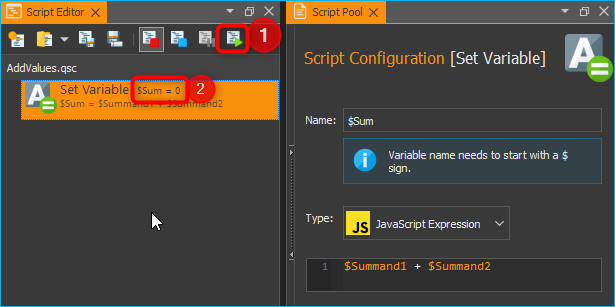 Script Editor
1
AddValues.qsc
Set Variable $Sum = 0
2
$Sum = $Summand1 + $Summand2
Script Pool
Script Configuration [Set Variable]
A
Name: $Sum
i
Variable name needs to start with a $
sign.
Type: JS JavaScript Expression
1 $Summand1 + $Summand2